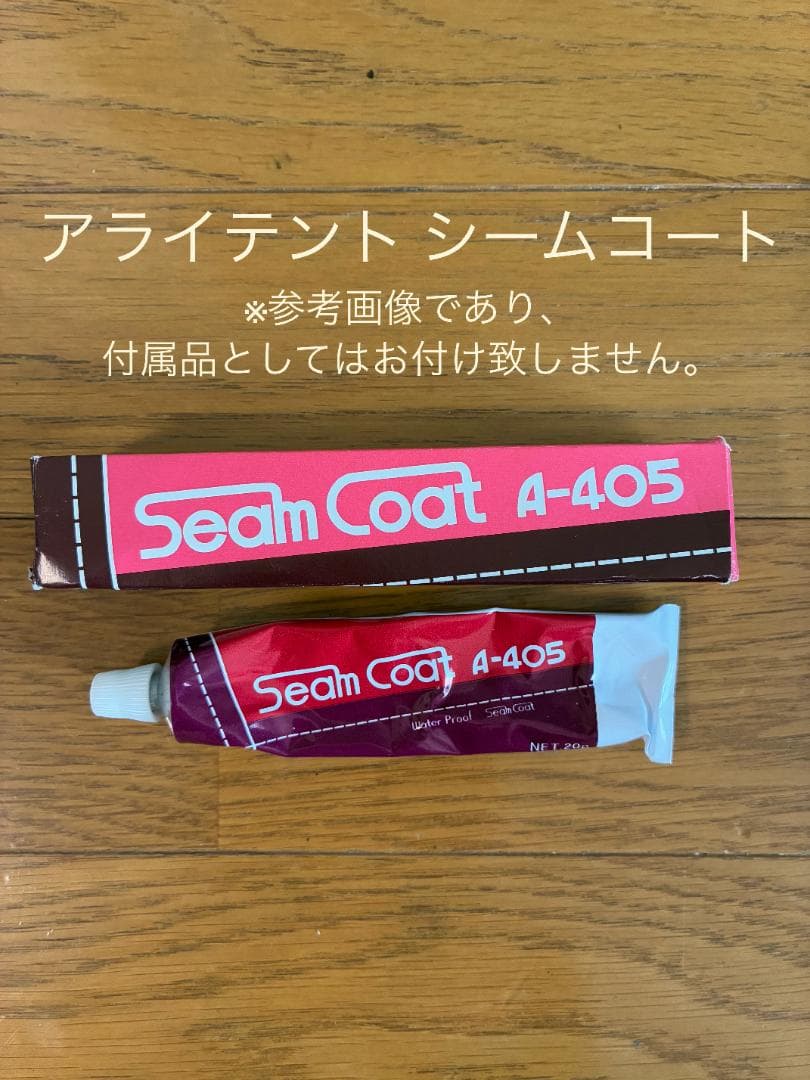 アライテント シームコート
※参考画像であり、
付属品としてはお付け致しません。
Seam Coat A-405
Seam Coat A-405
Water Proof Seam Coat
NET 20g